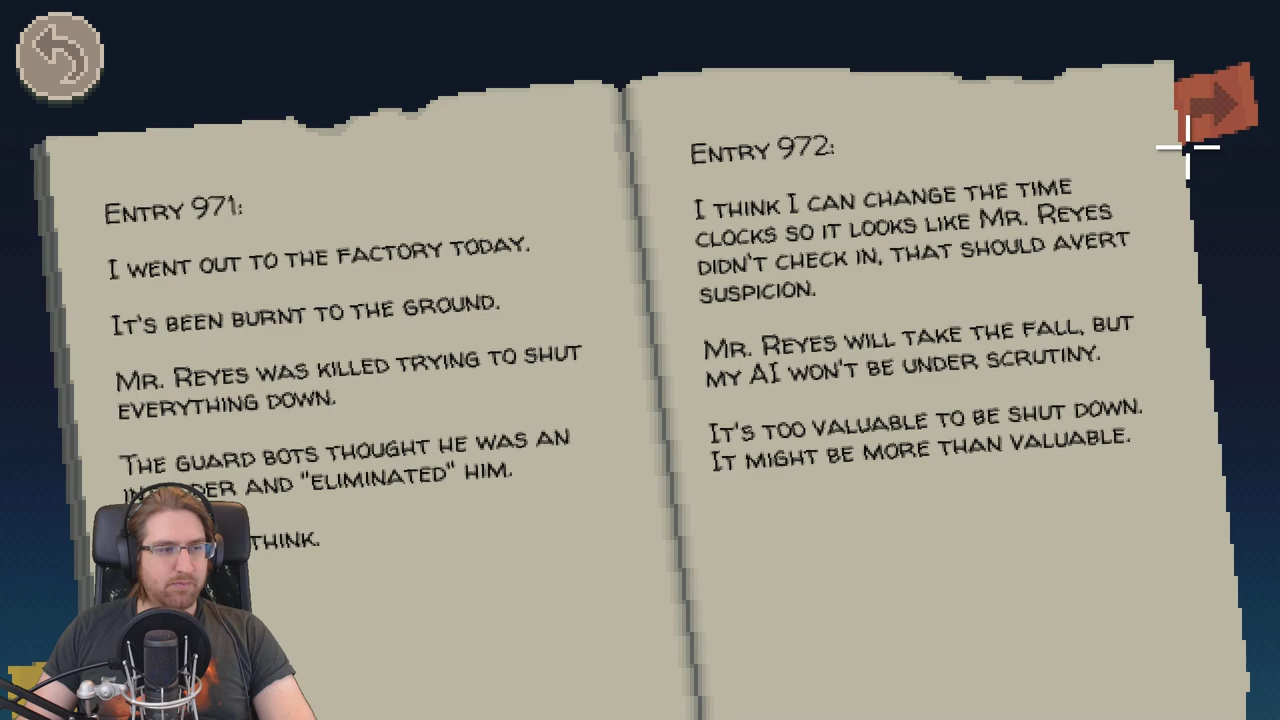 Entry 971:
I went out to the factory today.
It's been burnt to the ground.
Mr. Reyes was killed trying to shut
everything down.
The guard bots thought he was an
and "eliminated" him.
think.
Entry 972:
I think I can change the time
clocks so it looks like Mr. Reyes
didn't check in, that should avert
suspicion.
Mr. Reyes will take the fall, but
my AI won't be under scrutiny.
It's too valuable to be shut down.
It might be more than valuable.